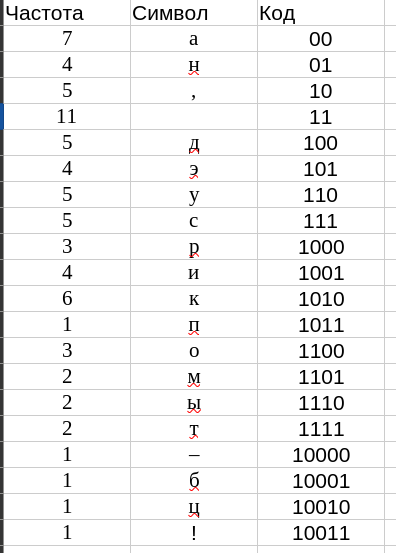 Частота Символ Код
7 а 00
4 н 01
5 , 10
11 11
5 д 100
4 э 101
5 у 110
5 с 111
3 р 1000
4 и 1001
6 к 1010
1 п 1011
3 о 1100
2 м 1101
2 ы 1110
2 т 1111
1 – 10000
1 б 10001
1 ц 10010
1 ! 10011